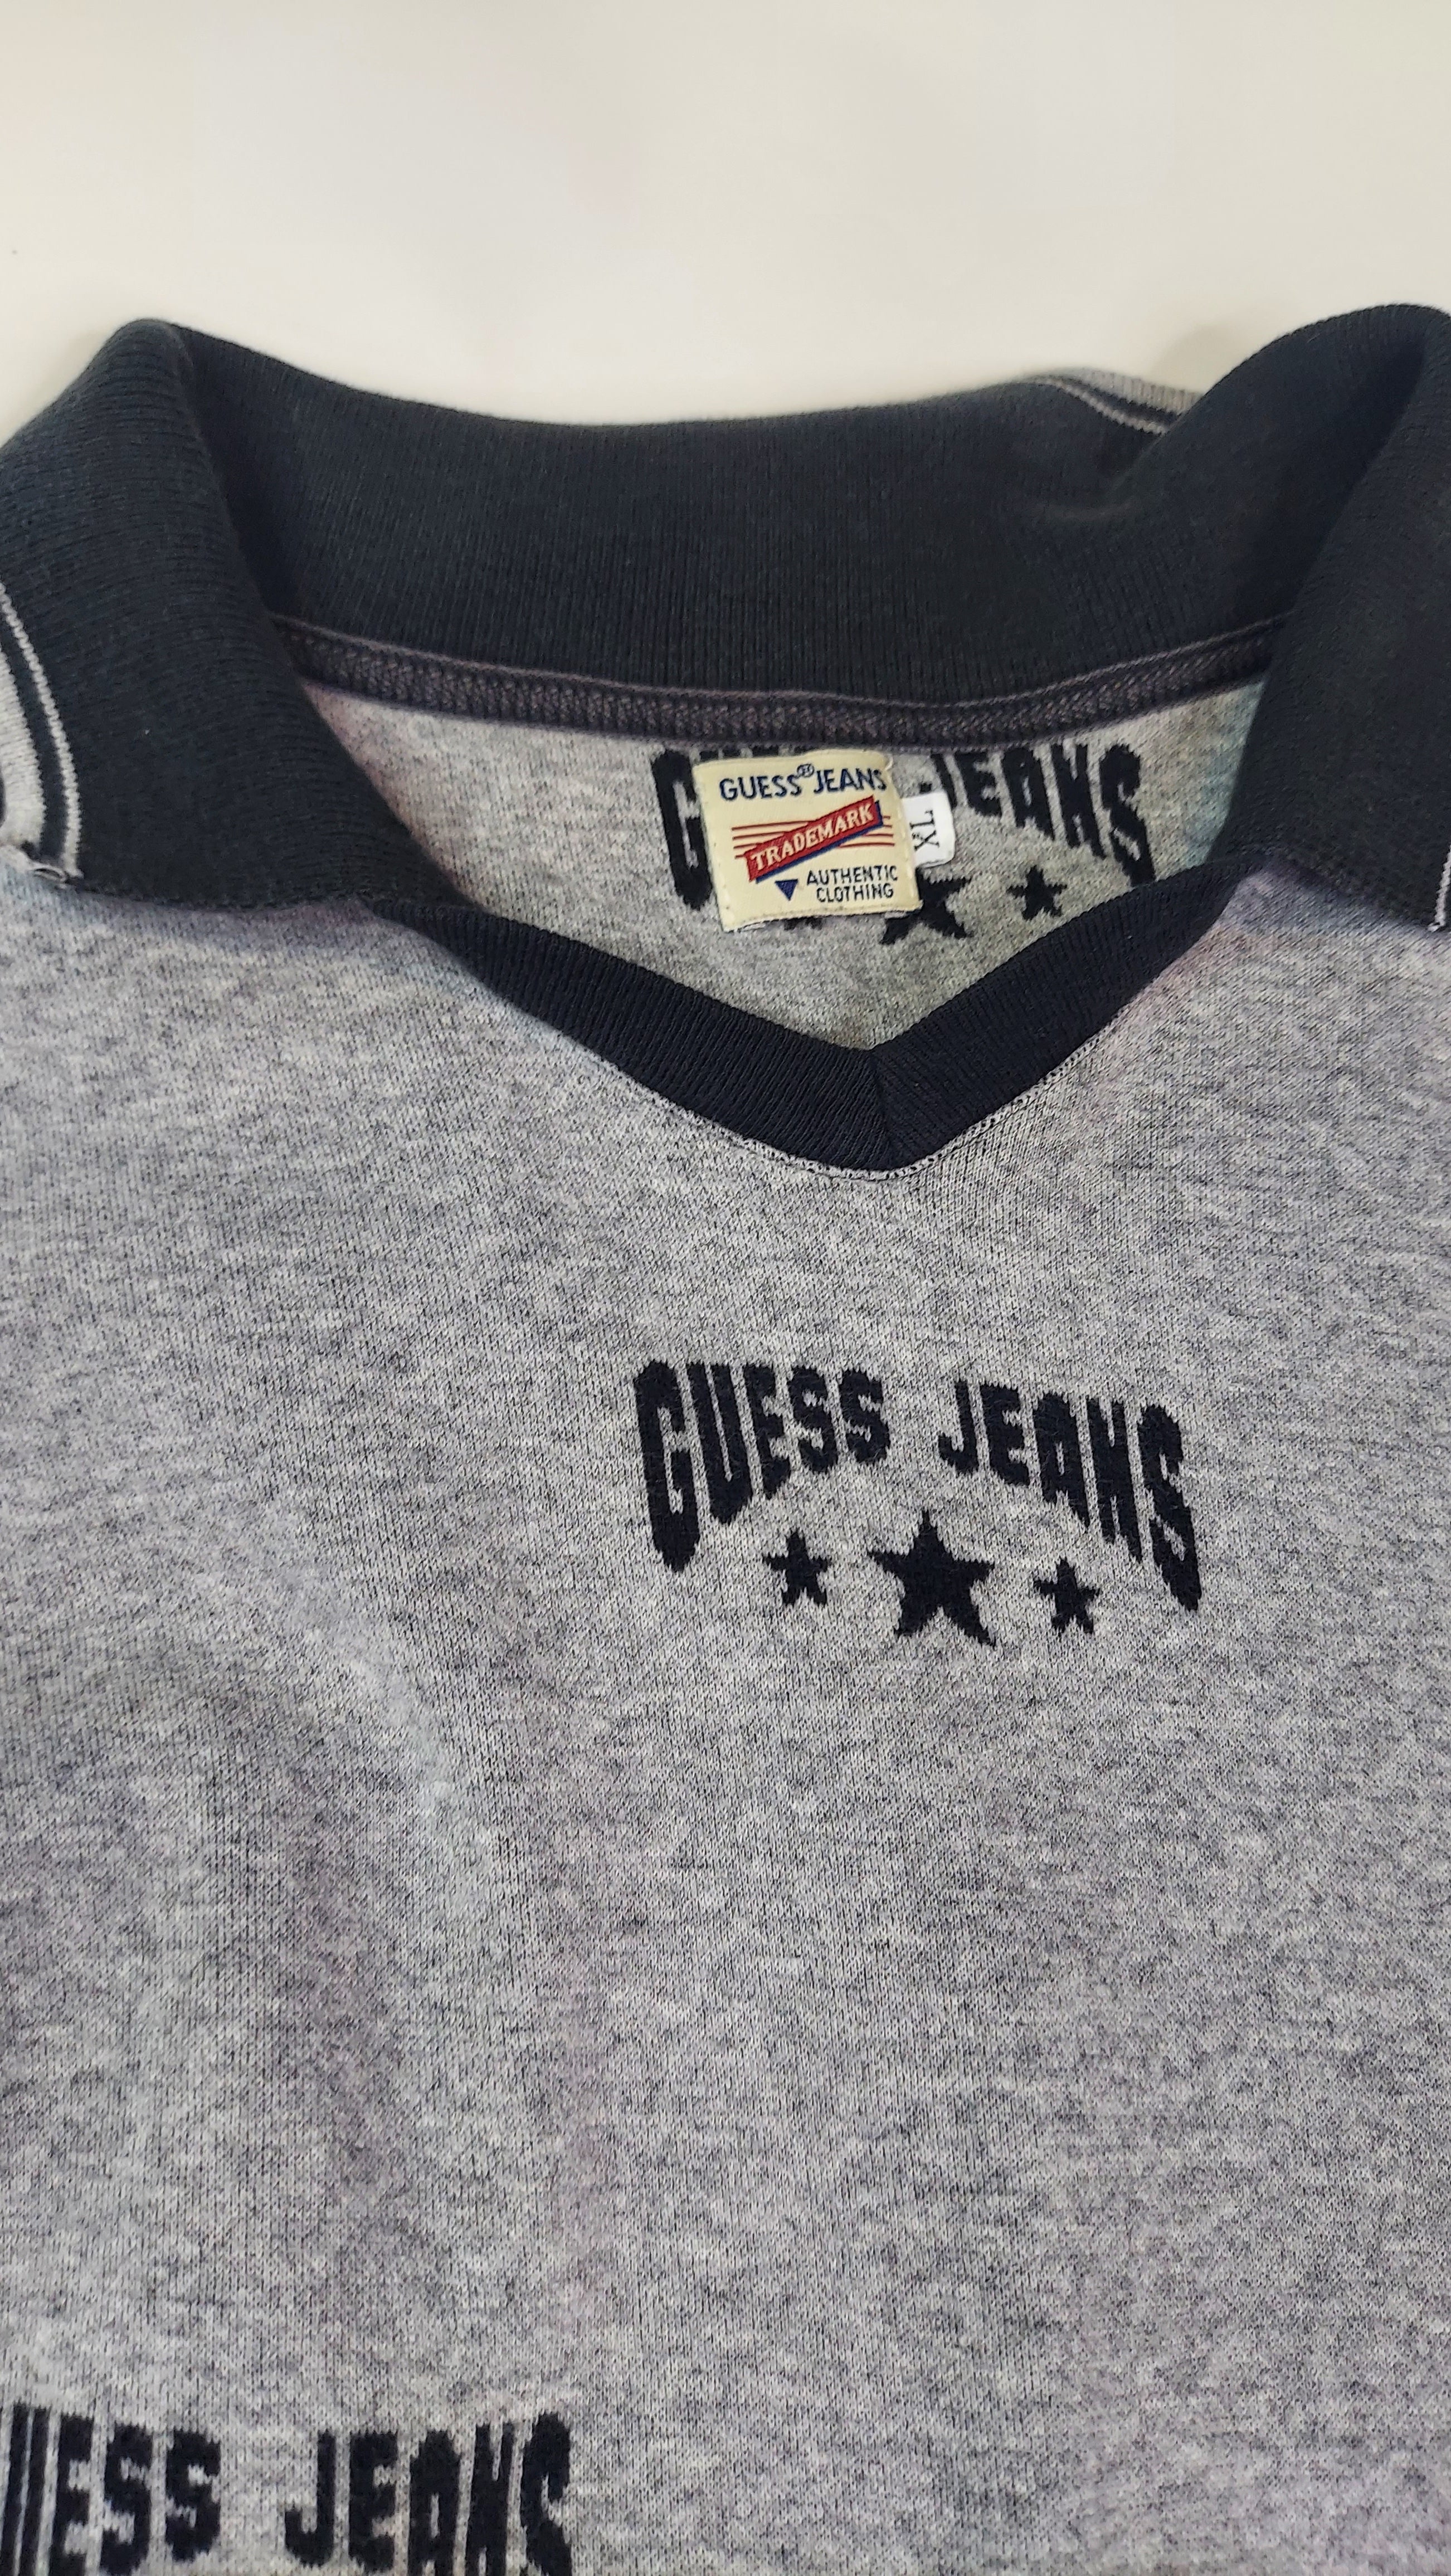 GUESS JEANS
GUESS® JEANS
TRADEMARK
AUTHENTIC
CLOTHING
XL
GUESS JEANS
UESS JEANS